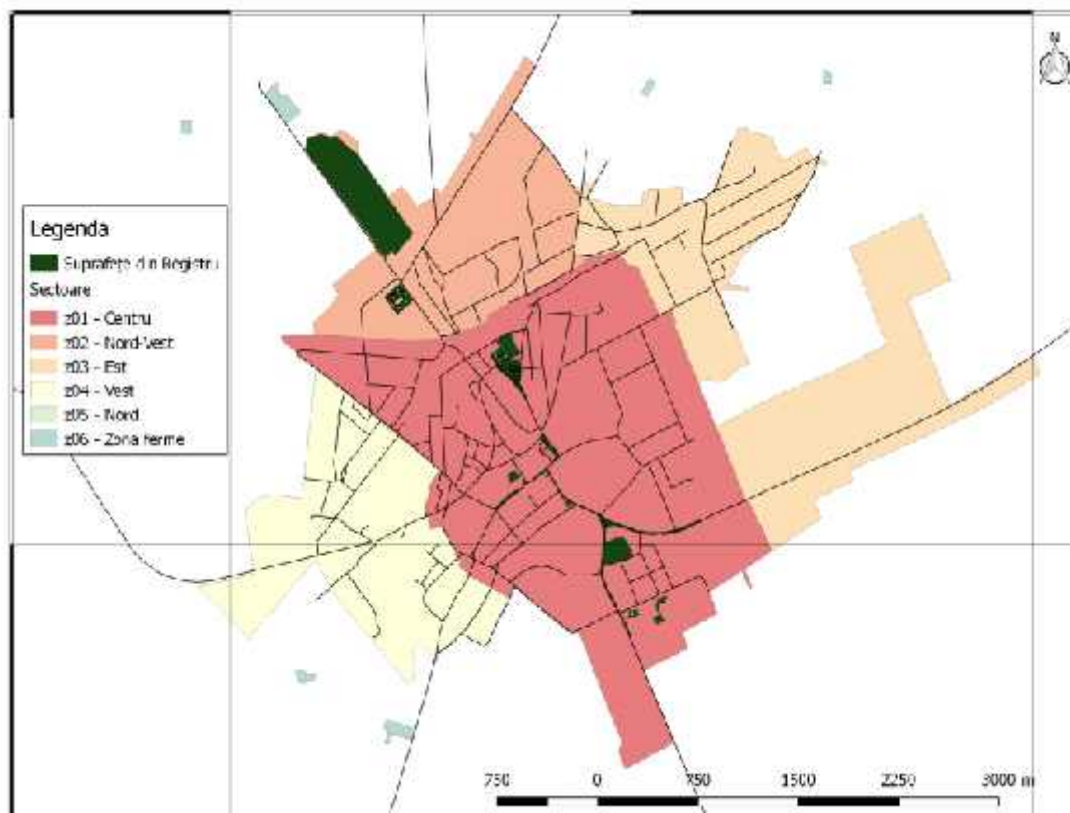 N
Legenda
Suprafețe din Registru
Sectoare
z01 - Centru
z02 - Nord-Vest
z03 - Est
z04 - Vest
z05 - Nord
z06 - Zona ferme
750 0 750 1500 2250 3000 m